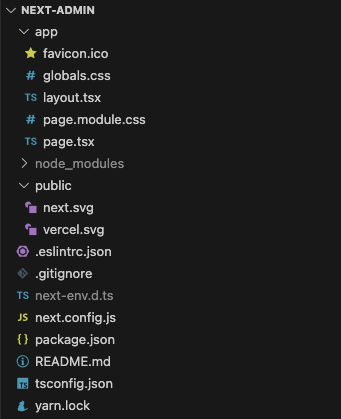 NEXT-ADMIN
app
favicon.ico
# globals.css
TS layout.tsx
# page.module.css
TS page.tsx
node_modules
public
next.svg
vercel.svg
.eslintrc.json
.gitignore
TS next-env.d.ts
JS next.config.js
{} package.json
README.md
TS tsconfig.json
yarn.lock